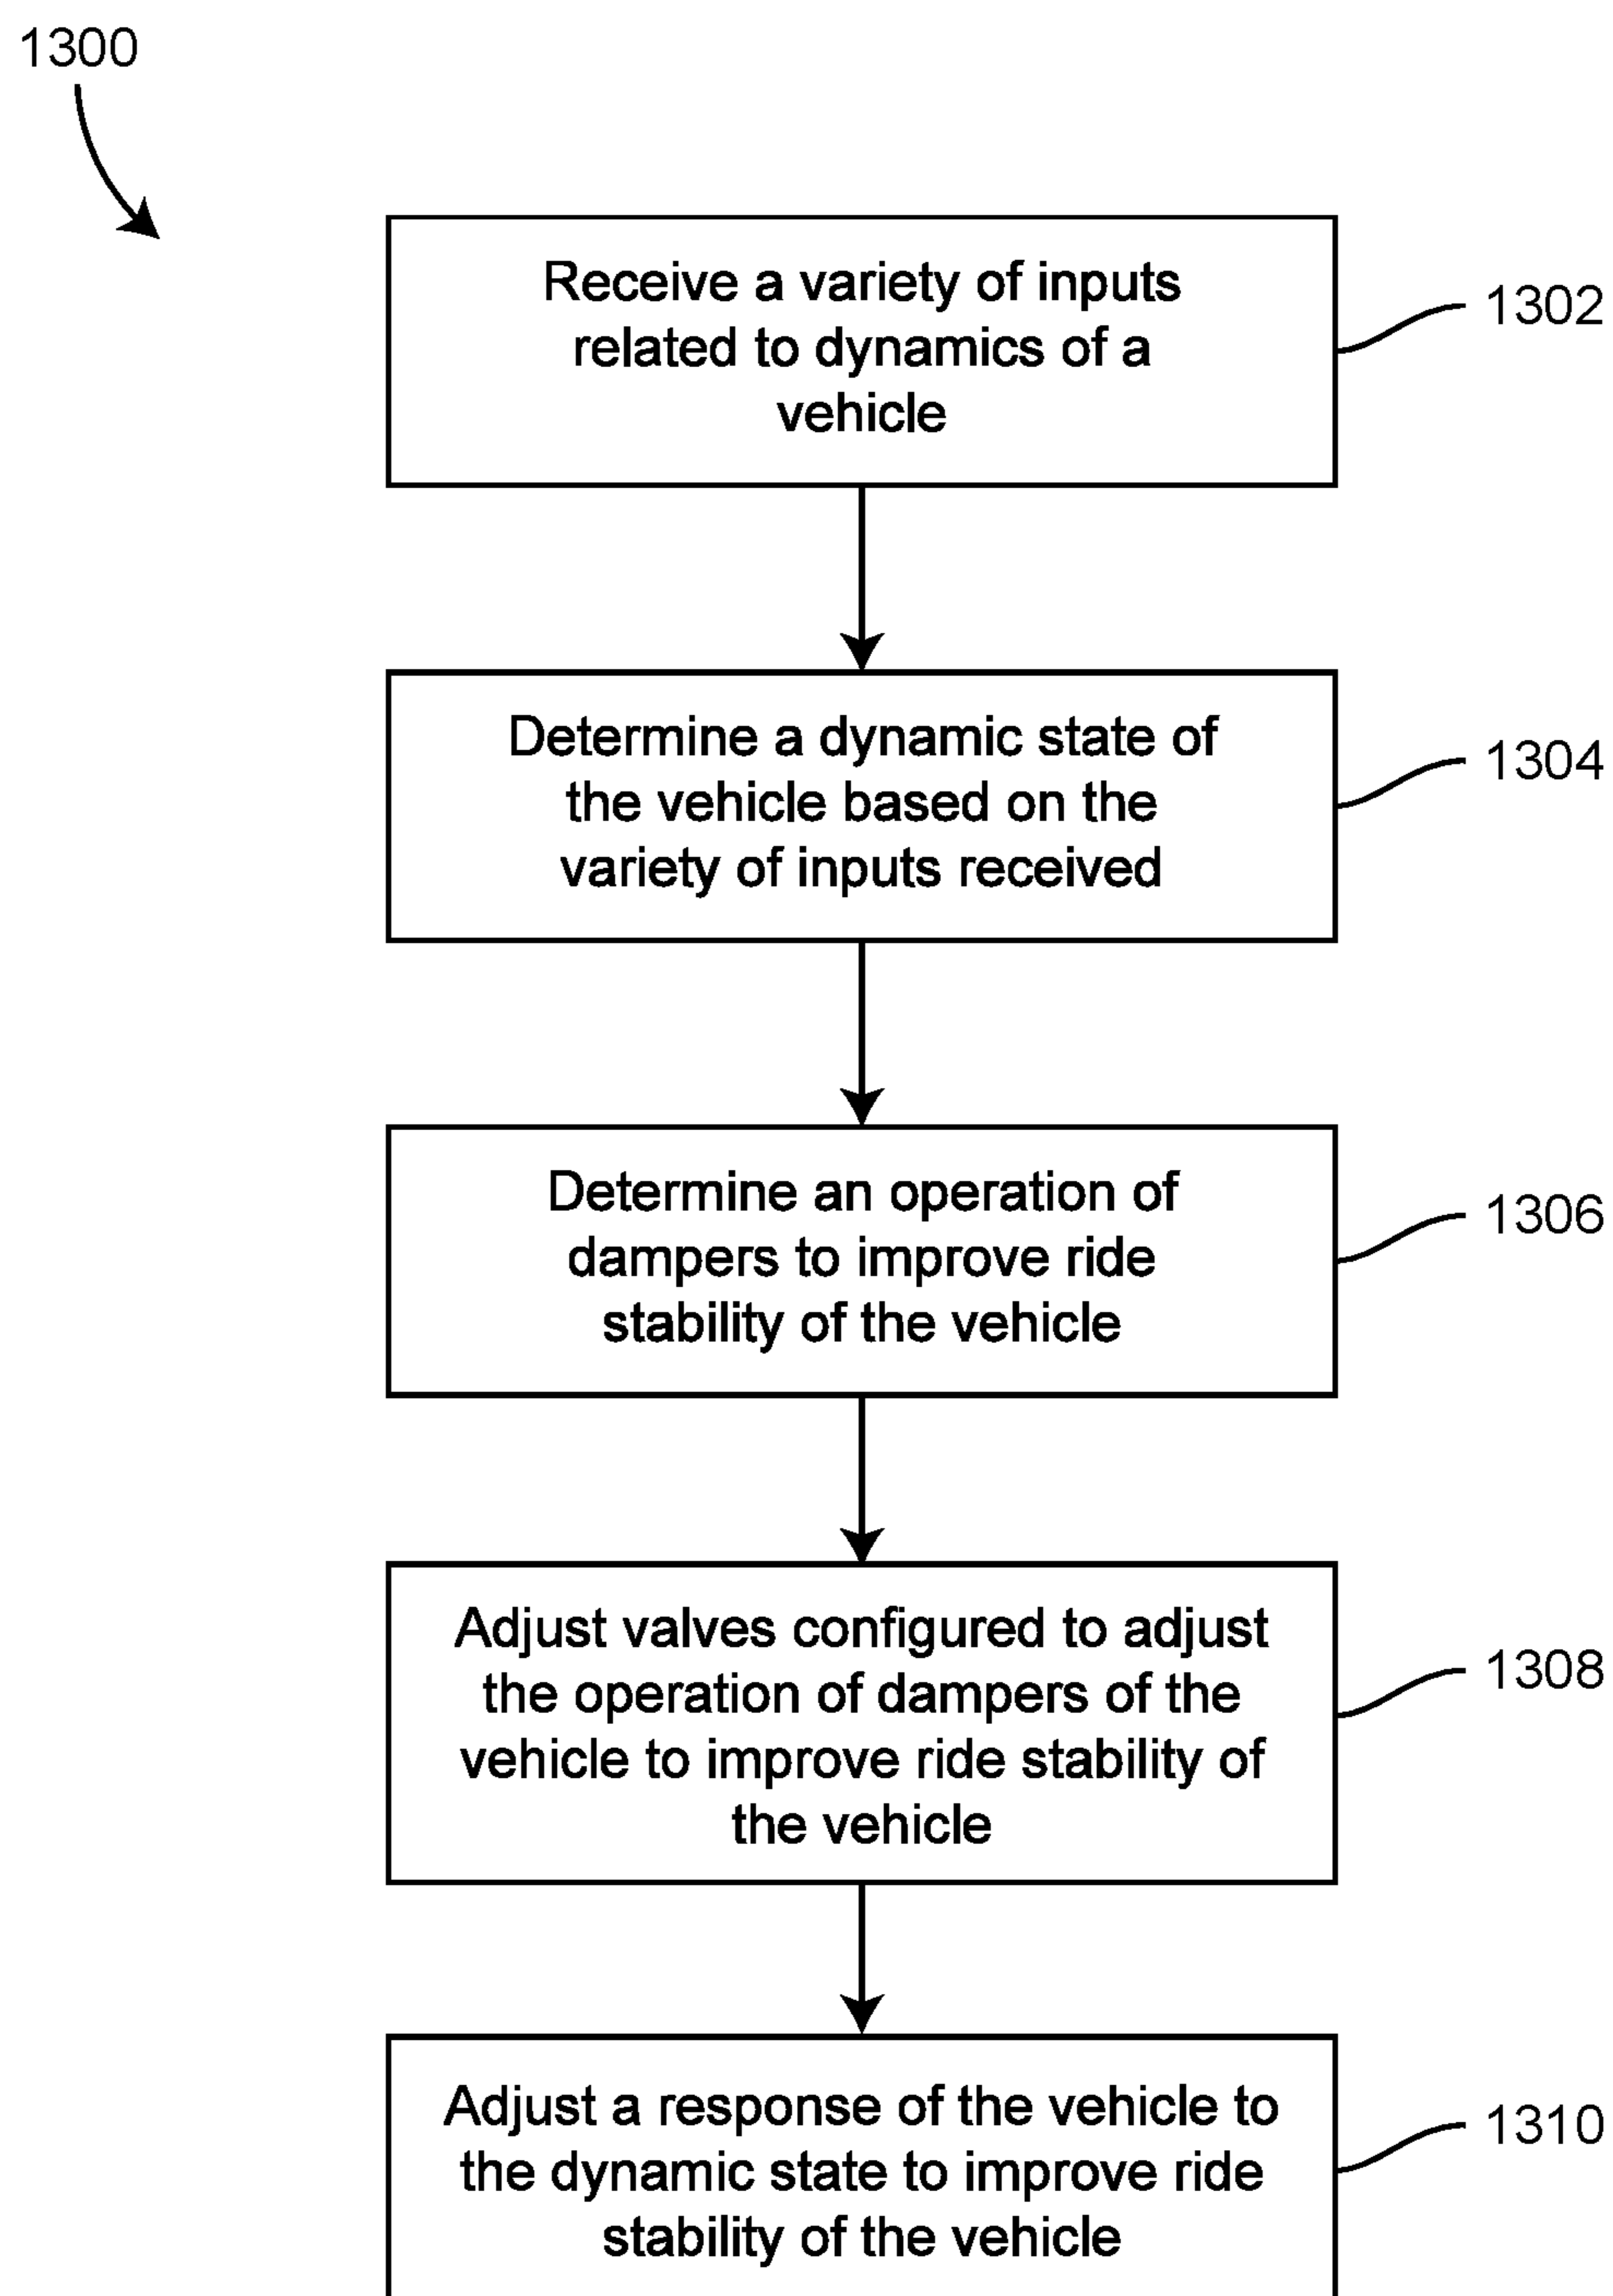 1300
Receive a variety of inputs
related to dynamics of a
vehicle
1302
Determine a dynamic state of
the vehicle based on the
variety of inputs received
1304
Determine an operation of
dampers to improve ride
stability of the vehicle
1306
Adjust valves configured to adjust
the operation of dampers of the
vehicle to improve ride stability of
the vehicle
1308
Adjust a response of the vehicle to
the dynamic state to improve ride
stability of the vehicle
1310